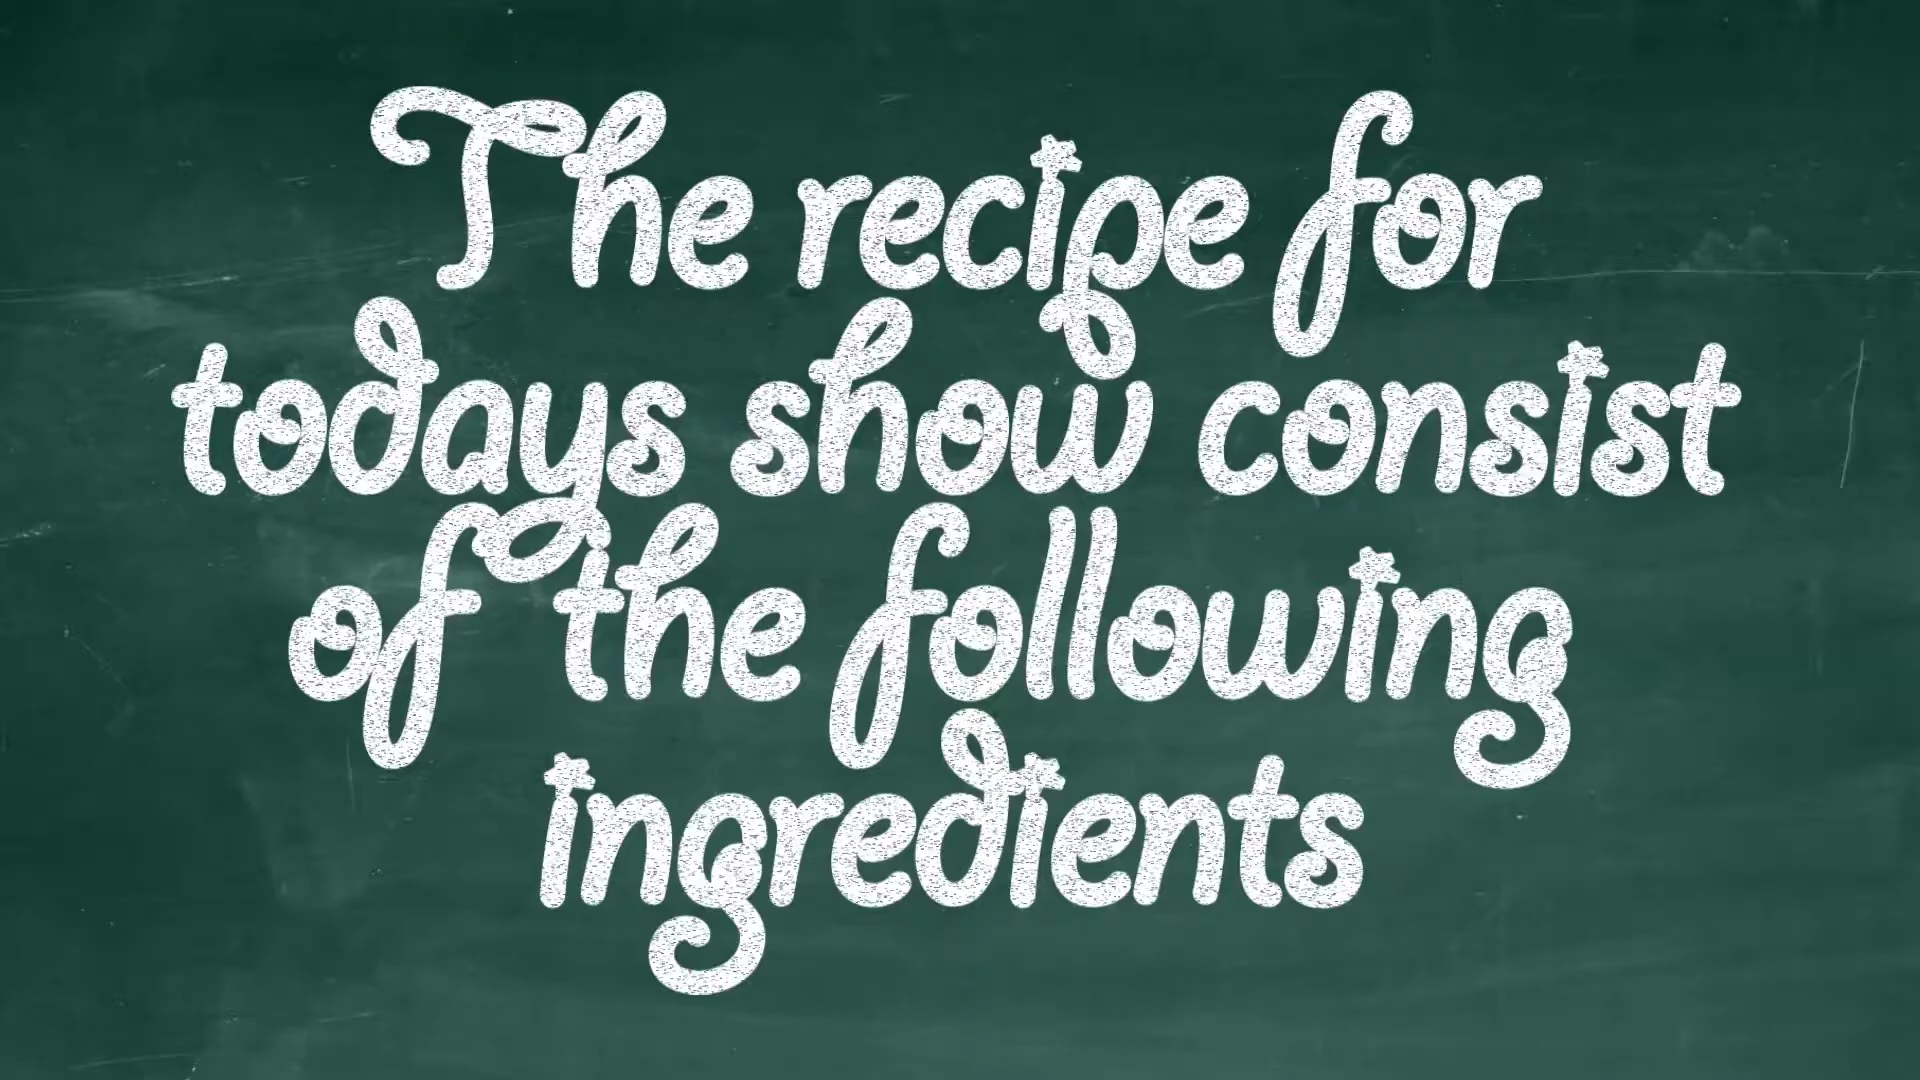 The recipe for
todays show consist
of the following
ingredients